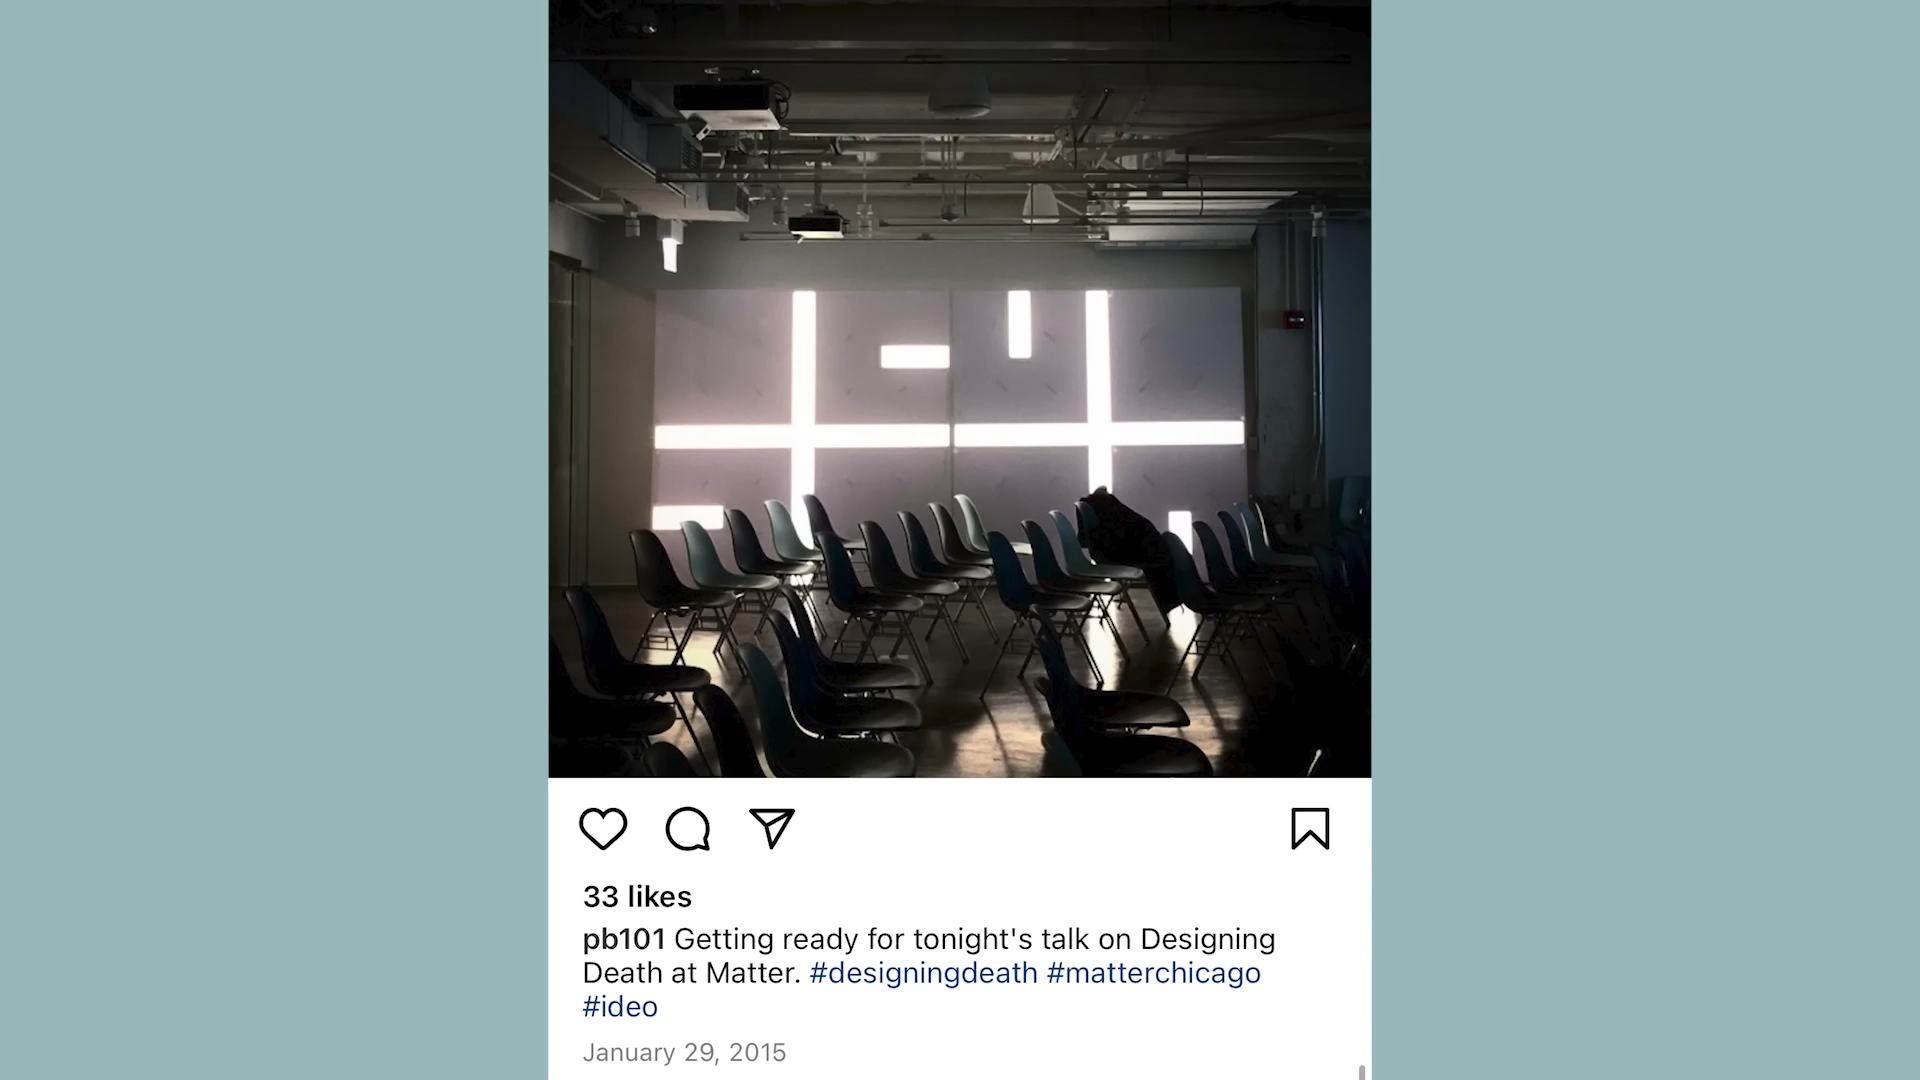 33 likes
pb101 Getting ready for tonight's talk on Designing
Death at Matter. #designingdeath #matterchicago
#ideo
January 29, 2015